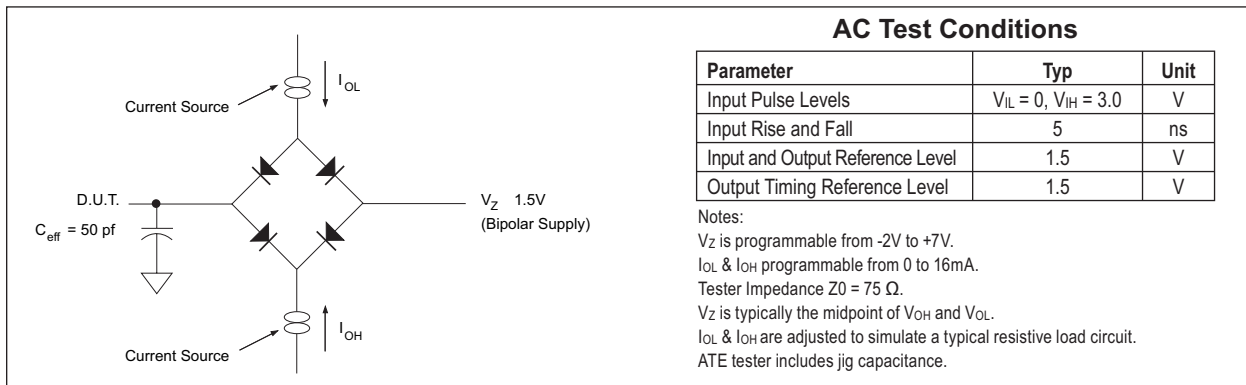 I_OL
Current Source
D.U.T.
C_eff = 50 pf
V_Z 1.5V
(Bipolar Supply)
I_OH
Current Source
AC Test Conditions
Parameter Typ Unit
Input Pulse Levels VIL = 0, VIH = 3.0 V
Input Rise and Fall 5 ns
Input and Output Reference Level 1.5 V
Output Timing Reference Level 1.5 V
Notes:
VZ is programmable from -2V to +7V.
IOL & IOH programmable from 0 to 16mA.
Tester Impedance Z0 = 75 Ω.
VZ is typically the midpoint of VOH and VOL.
IOL & IOH are adjusted to simulate a typical resistive load circuit.
ATE tester includes jig capacitance.